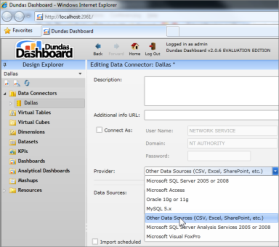 Dundas Dashboard - Windows Internet Explorer
http://localhost:2061/
Favorites
Dundas Dashboard
Dundas
Dashboard
Back
Home
Log Out
Logged in as admin
Dundas Dashboard v2.0.6 EVALUATION EDITION
Design Explorer
Editing Data Connector: Dallas *
Dallas
Description:
Data Connectors
Dallas
Virtual Tables
Additional info URL:
Virtual Cubes
Connect As:
User Name:
NETWORK SERVICE
Dimensions
Datasets
Domain:
NT AUTHORITY
KPIs
Password:
Dashboards
Analytical Dashboards
Provider:
Other Data Sources (CSV, Excel, SharePoint, etc.)
Mashups
Microsoft SQL Server 2005 or 2008
Resources
Data Sources:
Microsoft Access
Oracle 10g or 11g
MySQL 5.x
Other Data Sources (CSV, Excel, SharePoint, etc.)
Microsoft SQL Server Analysis Services 2005 or 2008
Microsoft Visual FoxPro
Import scheduled